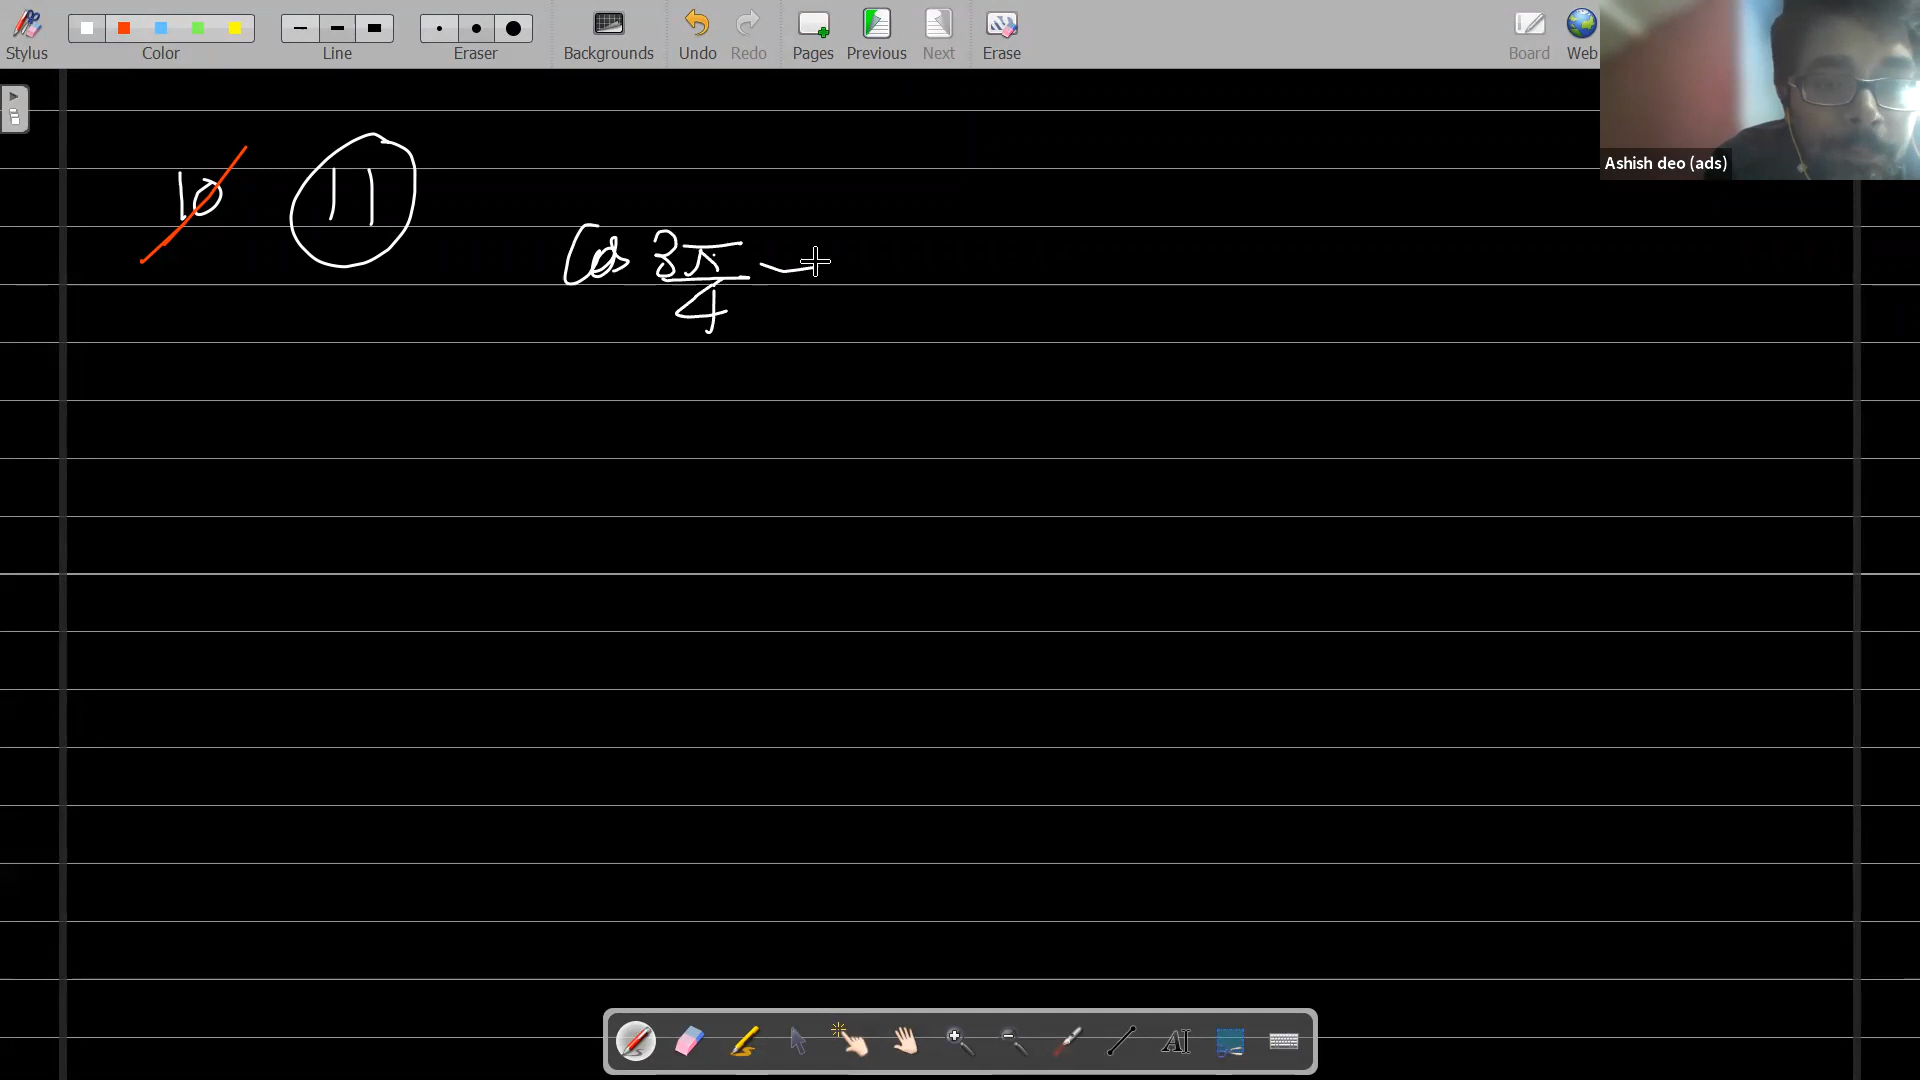 Stylus Color Line Eraser Backgrounds Undo Redo Pages Previous Next Erase Board Web
Ashish deo (ads)
10 11
Cos 3π
4